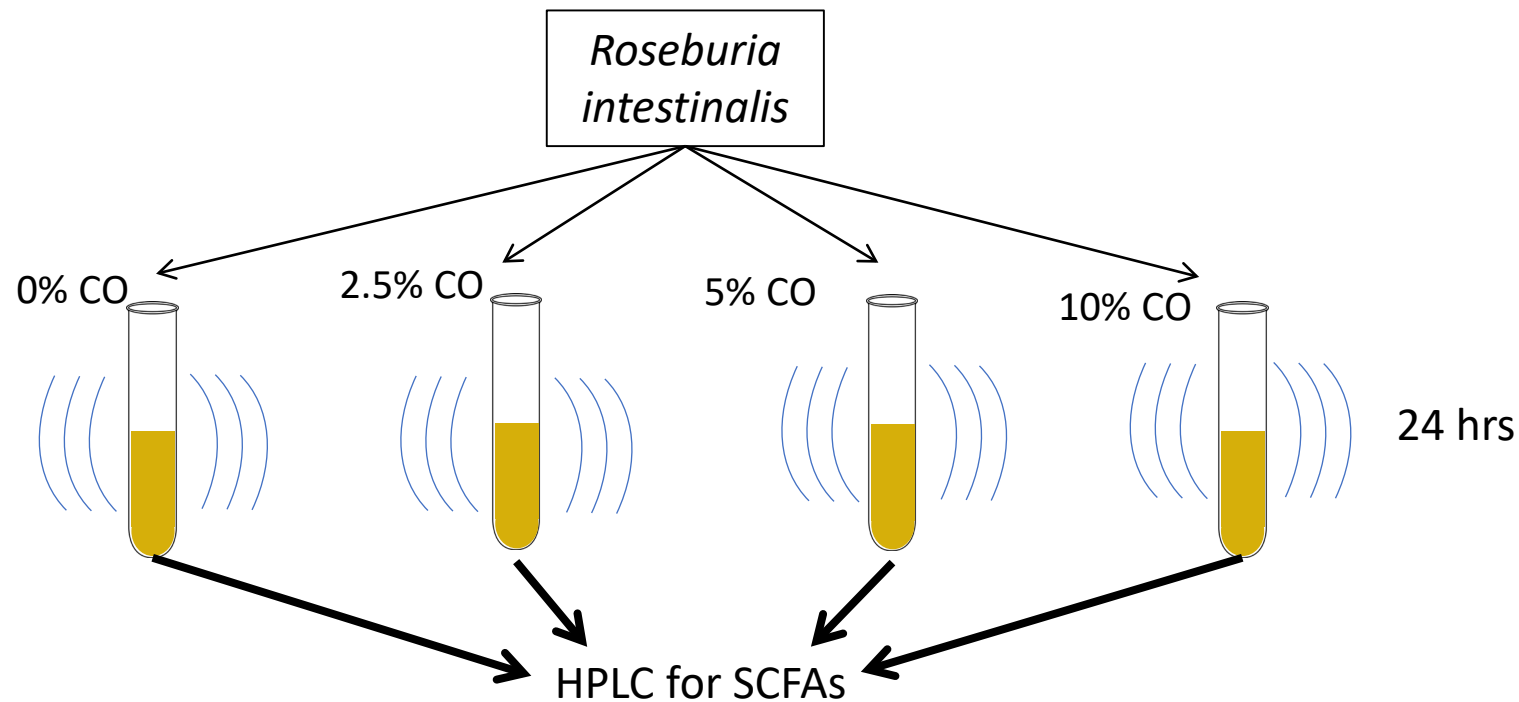 Roseburia
intestinalis
0% CO
2.5% CO
5% CO
10% CO
24 hrs
HPLC for SCFAs